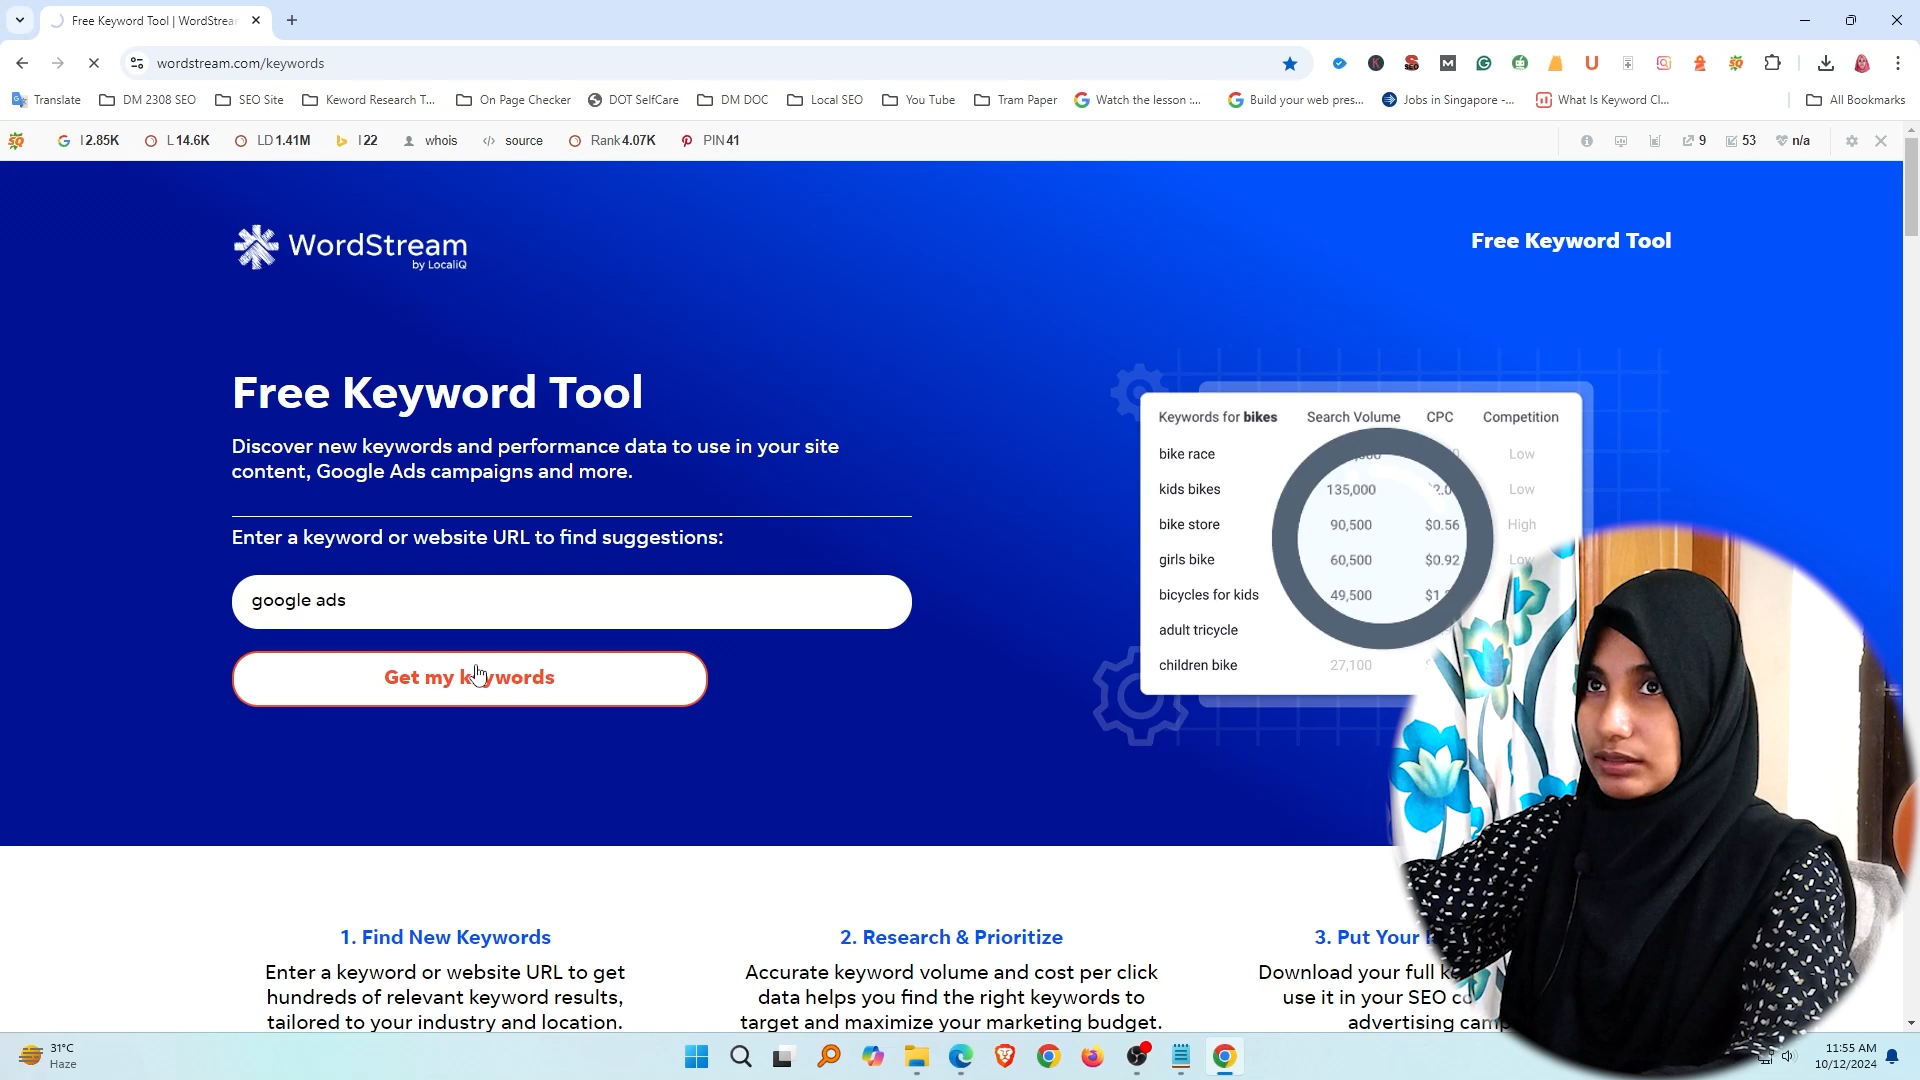 Free Keyword Tool | WordStream
wordstream.com/keywords
Translate
DM 2308 SEO
SEO Site
Keword Research T...
On Page Checker
DOT SelfCare
DM DOC
Local SEO
You Tube
Tram Paper
Watch the lesson :...
Build your web pres...
Jobs in Singapore -...
What Is Keyword Cl...
All Bookmarks
I 2.85K
L 14.6K
LD 1.41M
I 22
whois
source
Rank 4.07K
PIN 41
9
53
n/a
WordStream
by LocaliQ
Free Keyword Tool
Free Keyword Tool
Discover new keywords and performance data to use in your site
content, Google Ads campaigns and more.
Enter a keyword or website URL to find suggestions:
google ads
Get my keywords
Keywords for bikes Search Volume CPC Competition
bike race Low
kids bikes 135,000 Low
bike store 90,500 $0.56 High
girls bike 60,500 $0.92 Low
bicycles for kids 49,500
adult tricycle
children bike 27,100
1. Find New Keywords
Enter a keyword or website URL to get
hundreds of relevant keyword results,
tailored to your industry and location.
2. Research & Prioritize
Accurate keyword volume and cost per click
data helps you find the right keywords to
target and maximize your marketing budget.
3. Put Your
Download your full
use it in your SEO
advertising
31°C
Haze
11:55 AM
10/12/2024